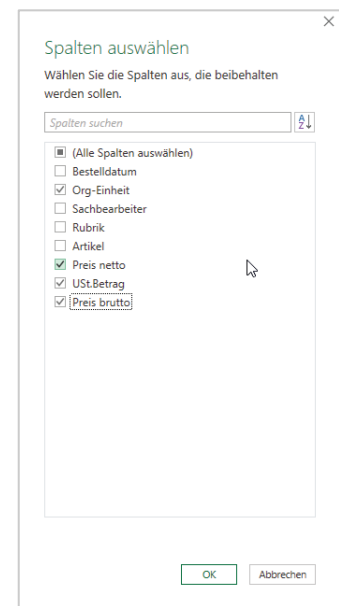 Spalten auswählen
Wählen Sie die Spalten aus, die beibehalten
werden sollen.
Spalten suchen
(Alle Spalten auswählen)
Bestelldatum
Org-Einheit
Sachbearbeiter
Rubrik
Artikel
Preis netto
USt.Betrag
Preis brutto
OK Abbrechen